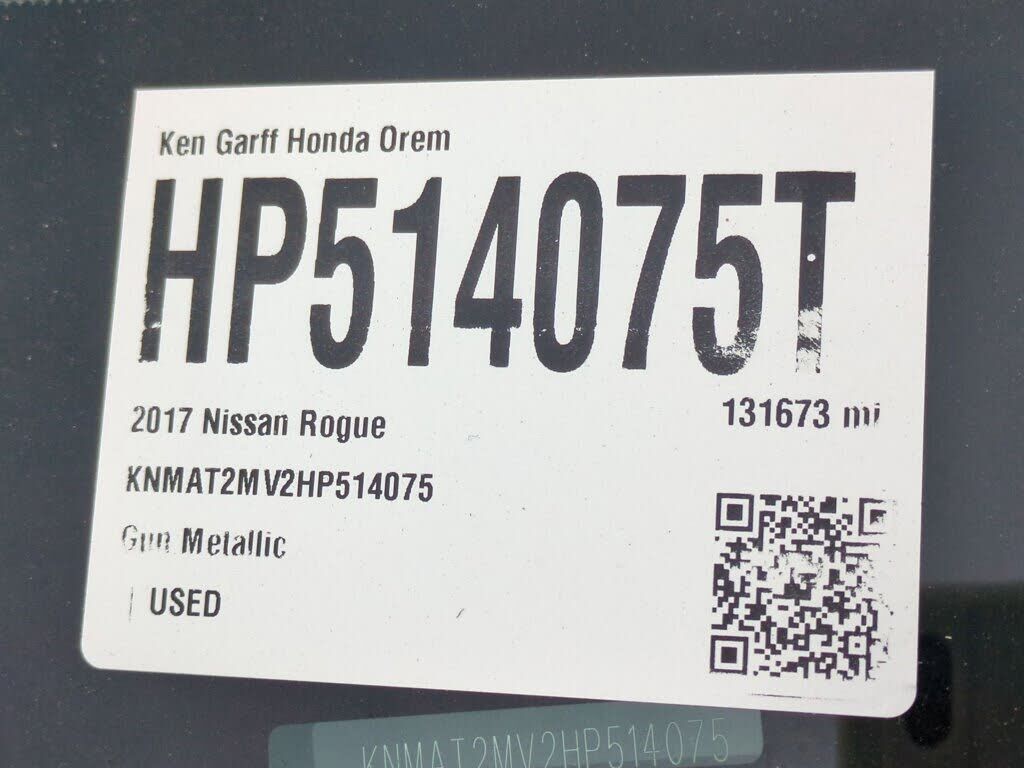 Ken Garff Honda Orem
HP514075T
2017 Nissan Rogue
131673 mi
KNMAT2MV2HP514075
Gun Metallic
| USED
KNMAT2MV2HP514075